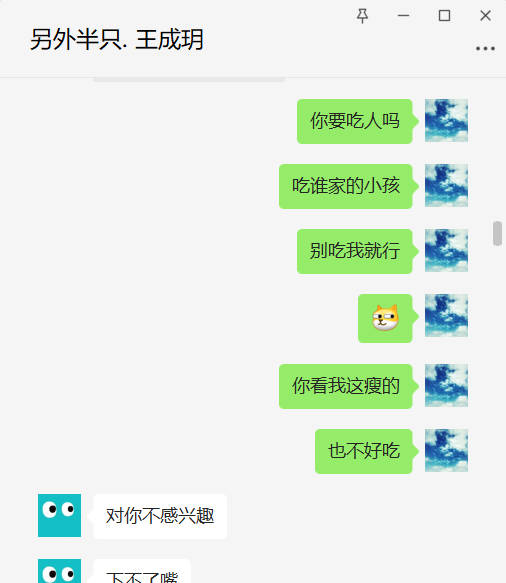 另外半只. 王成玥
你要吃人吗
吃谁家的小孩
别吃我就行
你看我这瘦的
也不好吃
对你不感兴趣
下不了嘴